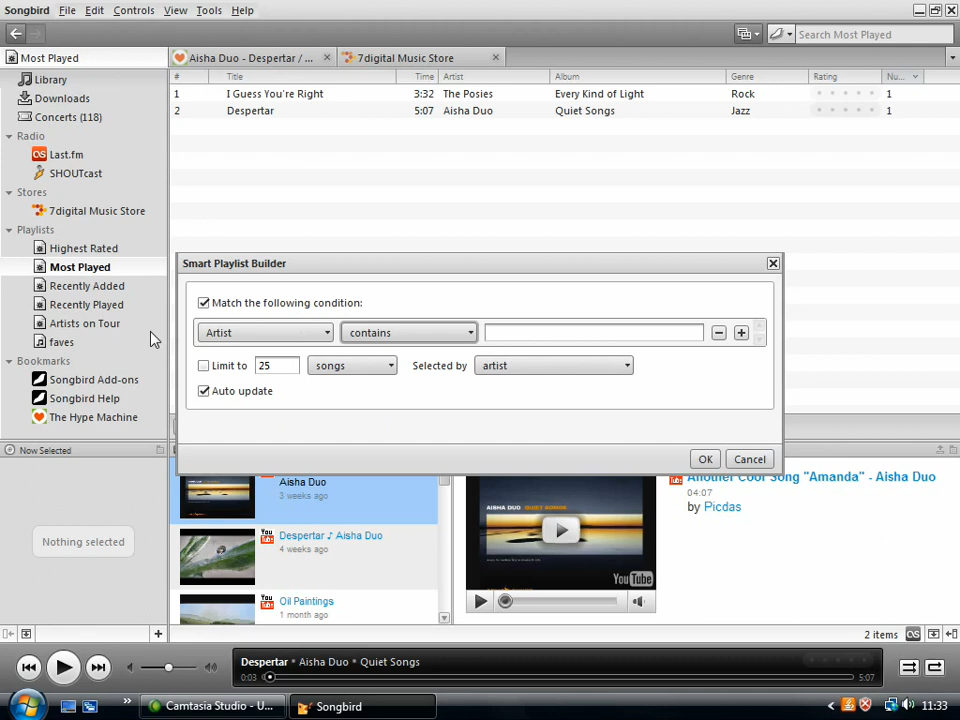 Songbird File Edit Controls View Tools Help
Search Most Played
Most Played
Aisha Duo - Despertar / ...
7digital Music Store
# Title Time Artist Album Genre Rating Nu...
1 I Guess You're Right 3:32 The Posies Every Kind of Light Rock 1
2 Despertar 5:07 Aisha Duo Quiet Songs Jazz 1
Library
Downloads
Concerts (118)
Radio
Last.fm
SHOUTcast
Stores
7digital Music Store
Playlists
Highest Rated
Most Played
Recently Added
Recently Played
Artists on Tour
faves
Bookmarks
Songbird Add-ons
Songbird Help
The Hype Machine
Smart Playlist Builder
Match the following condition:
Artist contains
Limit to 25 songs Selected by artist
Auto update
OK Cancel
Now Selected
Nothing selected
Aisha Duo
3 weeks ago
Despertar ♪ Aisha Duo
4 weeks ago
Oil Paintings
1 month ago
AISHA DUO QUIET SONGS
YouTube
Another Cool Song "Amanda" - Aisha Duo
04:07
by Picdas
2 items
Despertar * Aisha Duo * Quiet Songs
0:03 5:07
Camtasia Studio - U...
Songbird
11:33